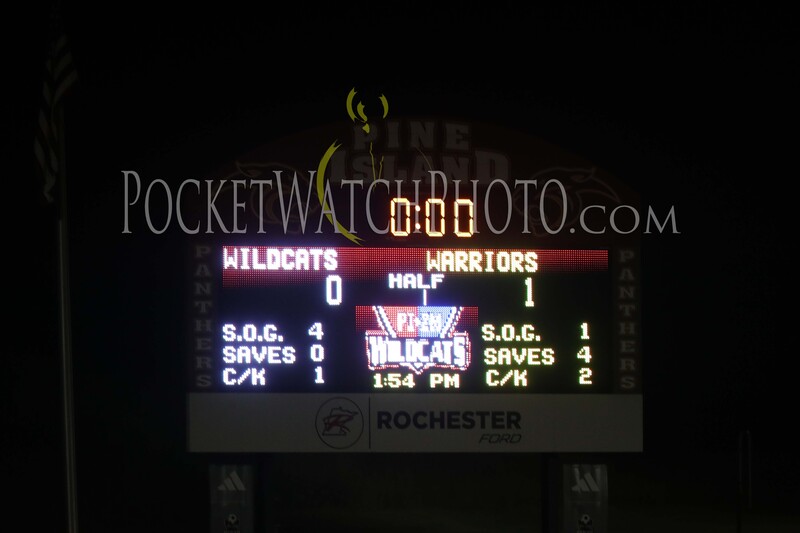 PINE
ISLAND
POCKETWATCHPHOTO.COM
0:00
WILDCATS WARRIORS
0 HALF 1
1
PI-ZM
WILDCATS
S.O.G. 4
SAVES 0
C/K 1
S.O.G. 1
SAVES 4
C/K 2
1:54 PM
PANTHERS
PANTHERS
ROCHESTER
FORD